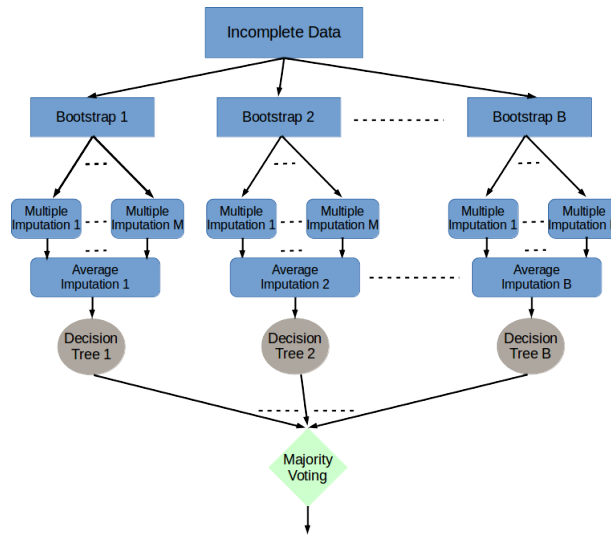 Incomplete Data
Bootstrap 1
Bootstrap 2
Bootstrap B
Multiple
Imputation 1
Multiple
Imputation M
Multiple
Imputation 1
Multiple
Imputation M
Multiple
Imputation 1
Multiple
Imputation
Average
Imputation 1
Average
Imputation 2
Average
Imputation B
Decision
Tree 1
Decision
Tree 2
Decision
Tree B
Majority
Voting